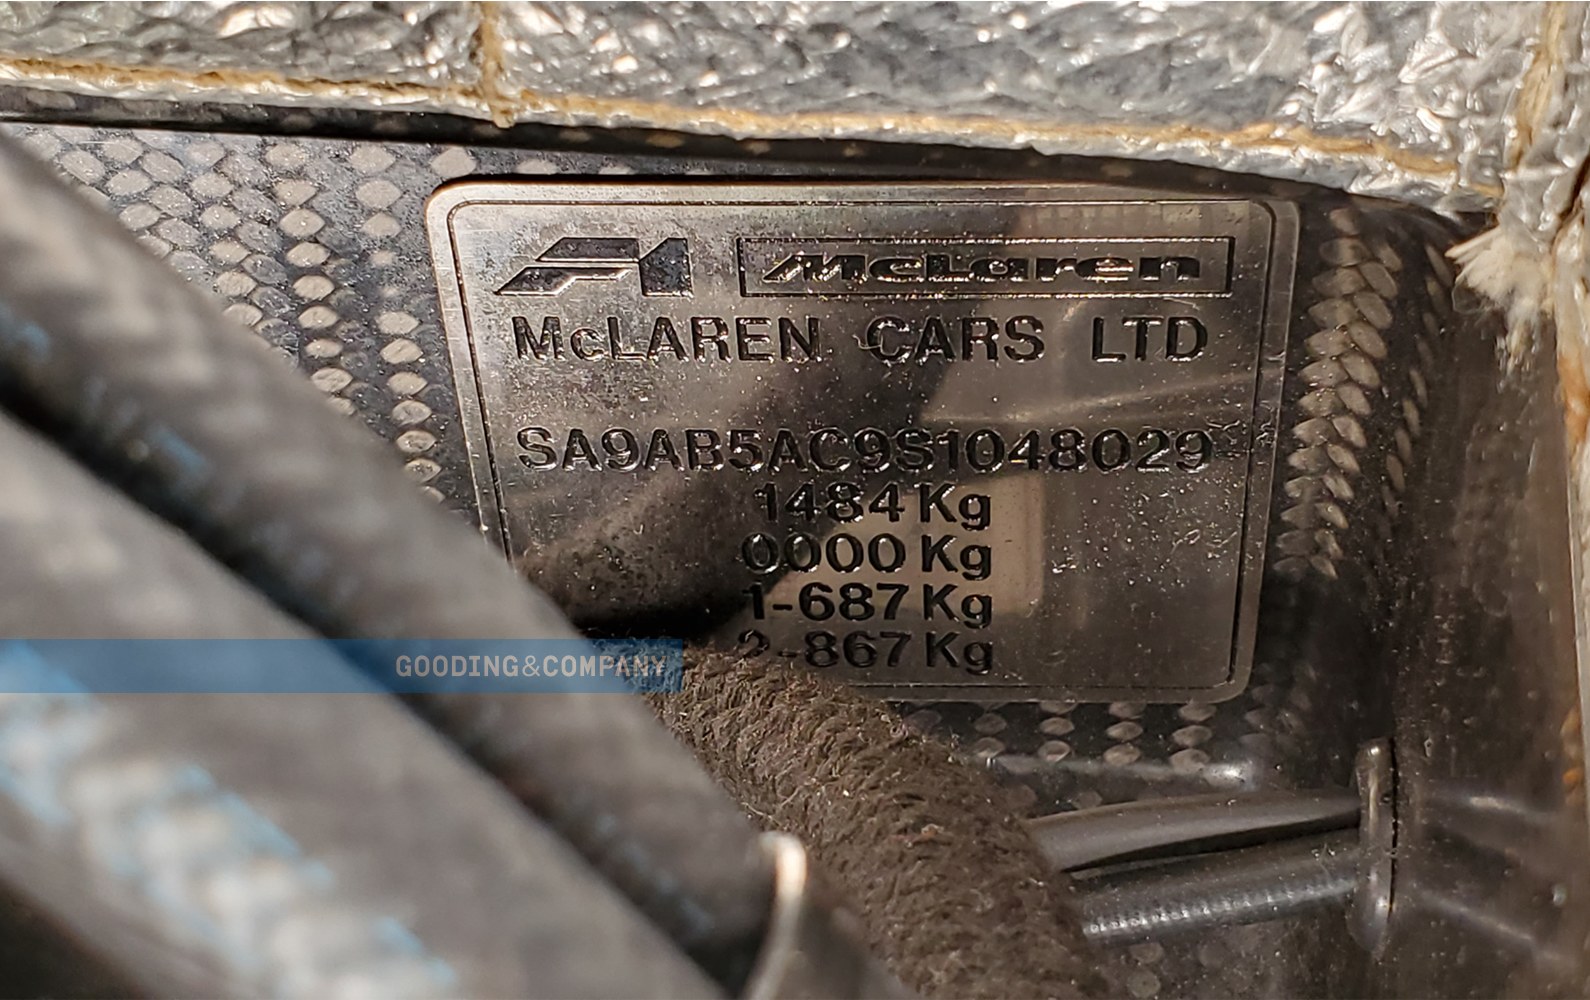 F1 McLaren
McLAREN CARS LTD
SA9AB5AC9S1048029
1484 Kg
0000 Kg
1-687 Kg
2-867 Kg
GOODING&COMPANY